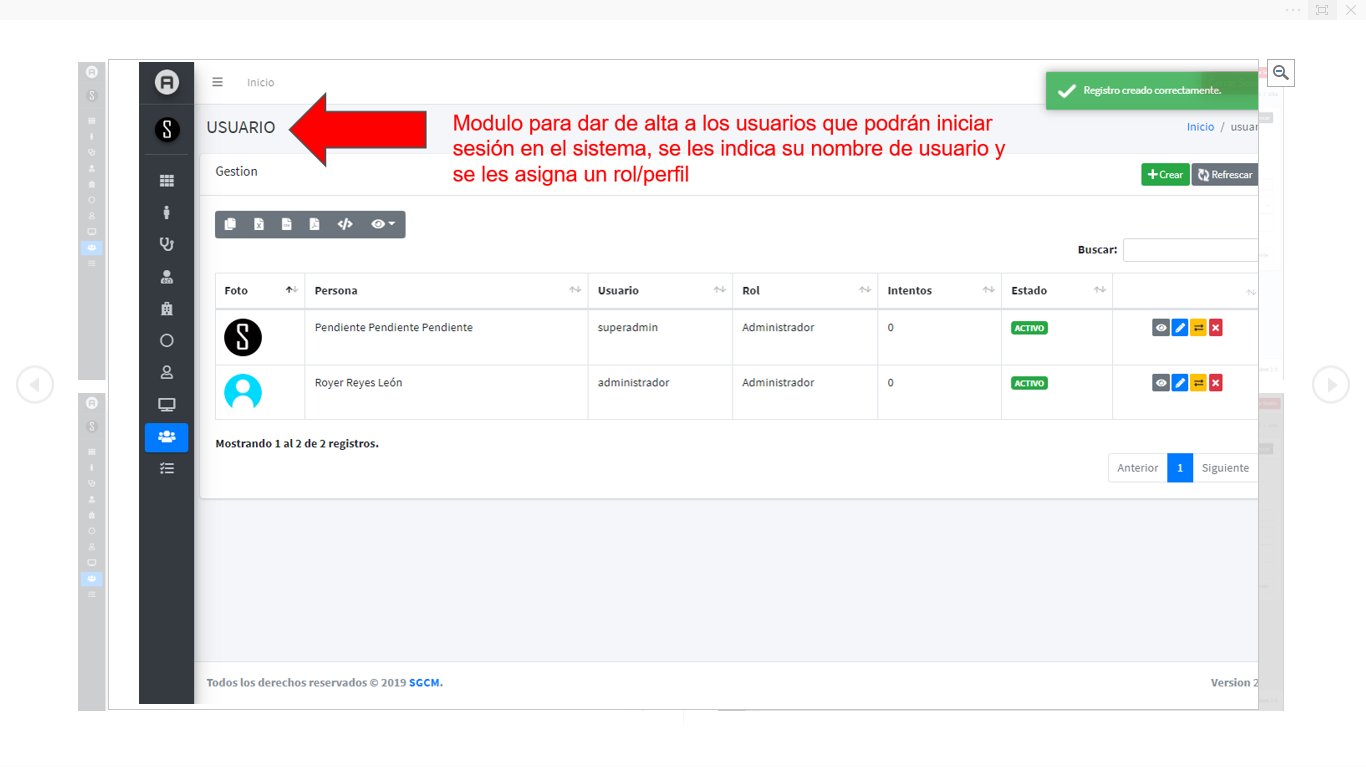 Inicio
Registro creado correctamente.
USUARIO
Modulo para dar de alta a los usuarios que podrán iniciar
sesión en el sistema, se les indica su nombre de usuario y
se les asigna un rol/perfil
Inicio / usuar
Gestion
Crear Refrescar
Buscar:
Foto Persona Usuario Rol Intentos Estado
Pendiente Pendiente Pendiente superadmin Administrador 0 ACTIVO
Royer Reyes León administrador Administrador 0 ACTIVO
Mostrando 1 al 2 de 2 registros.
Anterior 1 Siguiente
Todos los derechos reservados © 2019 SGCM.
Version 2